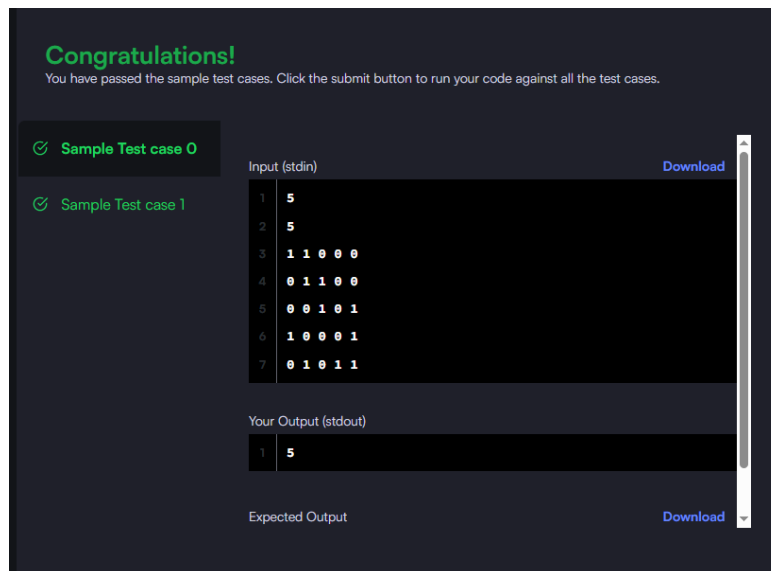 Congratulations!
You have passed the sample test cases. Click the submit button to run your code against all the test cases.
Sample Test case 0
Sample Test case 1
Input (stdin)
Download
1 5
2 5
3 1 1 0 0 0
4 0 1 1 0 0
5 0 0 1 0 1
6 1 0 0 0 1
7 0 1 0 1 1
Your Output (stdout)
1 5
Expected Output
Download